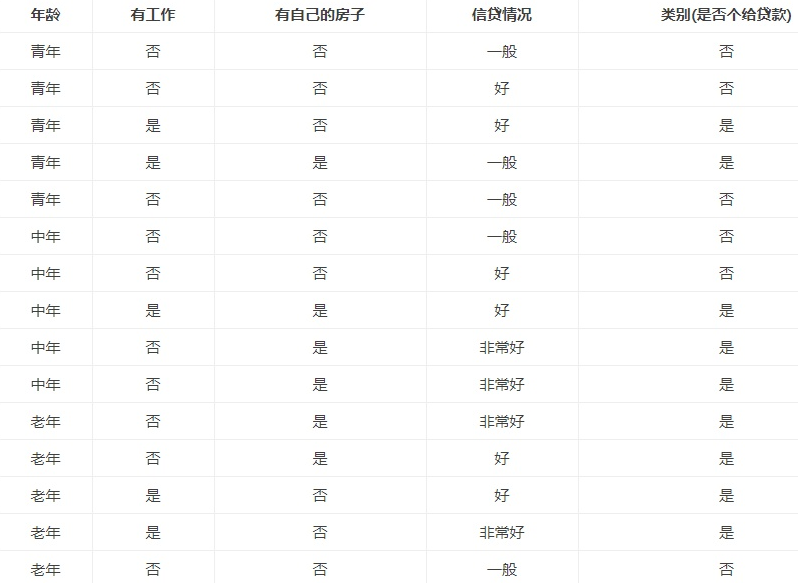 年龄 有工作 有自己的房子 信贷情况 类别(是否个给贷款)
青年 否 否 一般 否
青年 否 否 好 否
青年 是 否 好 是
青年 是 是 一般 是
青年 否 否 一般 否
中年 否 否 一般 否
中年 否 否 好 否
中年 是 是 好 是
中年 否 是 非常好 是
中年 否 是 非常好 是
老年 否 是 非常好 是
老年 否 是 好 是
老年 是 否 好 是
老年 是 否 非常好 是
老年 否 否 一般 否